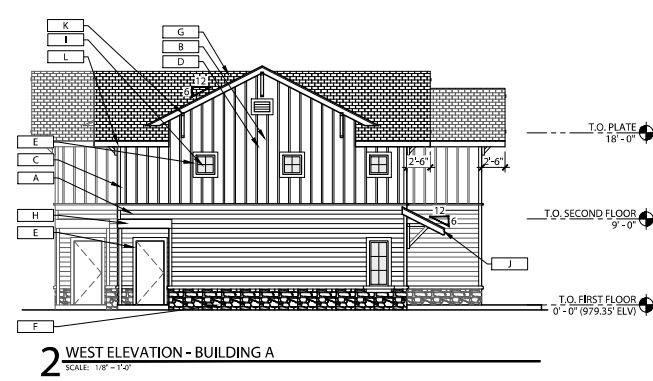 K
I
L
G
B
D
12
6
E
C
A
H
E
F
J
12
6
2'-6"
2'-6"
T.O. PLATE
18' - 0"
T.O. SECOND FLOOR
9' - 0"
T.O. FIRST FLOOR
0' - 0" (979.35' ELV)
2 WEST ELEVATION - BUILDING A
SCALE: 1/8" = 1'-0"